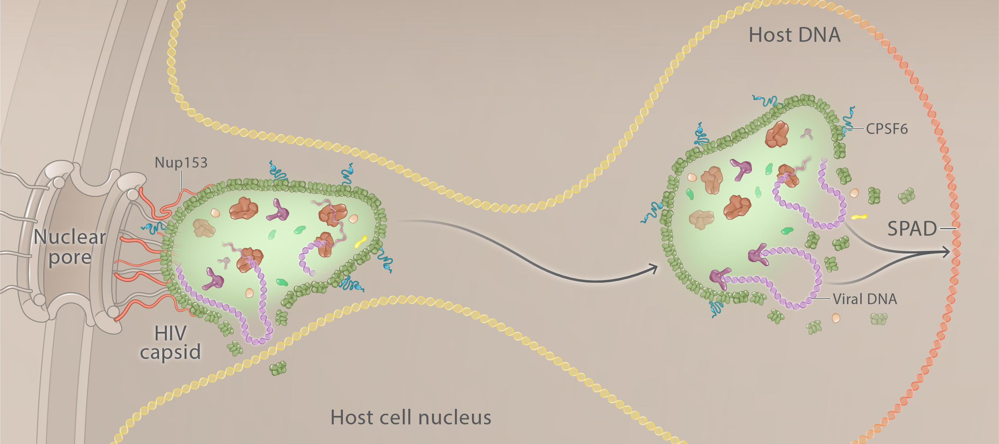 Host DNA
CPSF6
Nup153
SPAD
Nuclear
pore
Viral DNA
HIV
capsid
Host cell nucleus